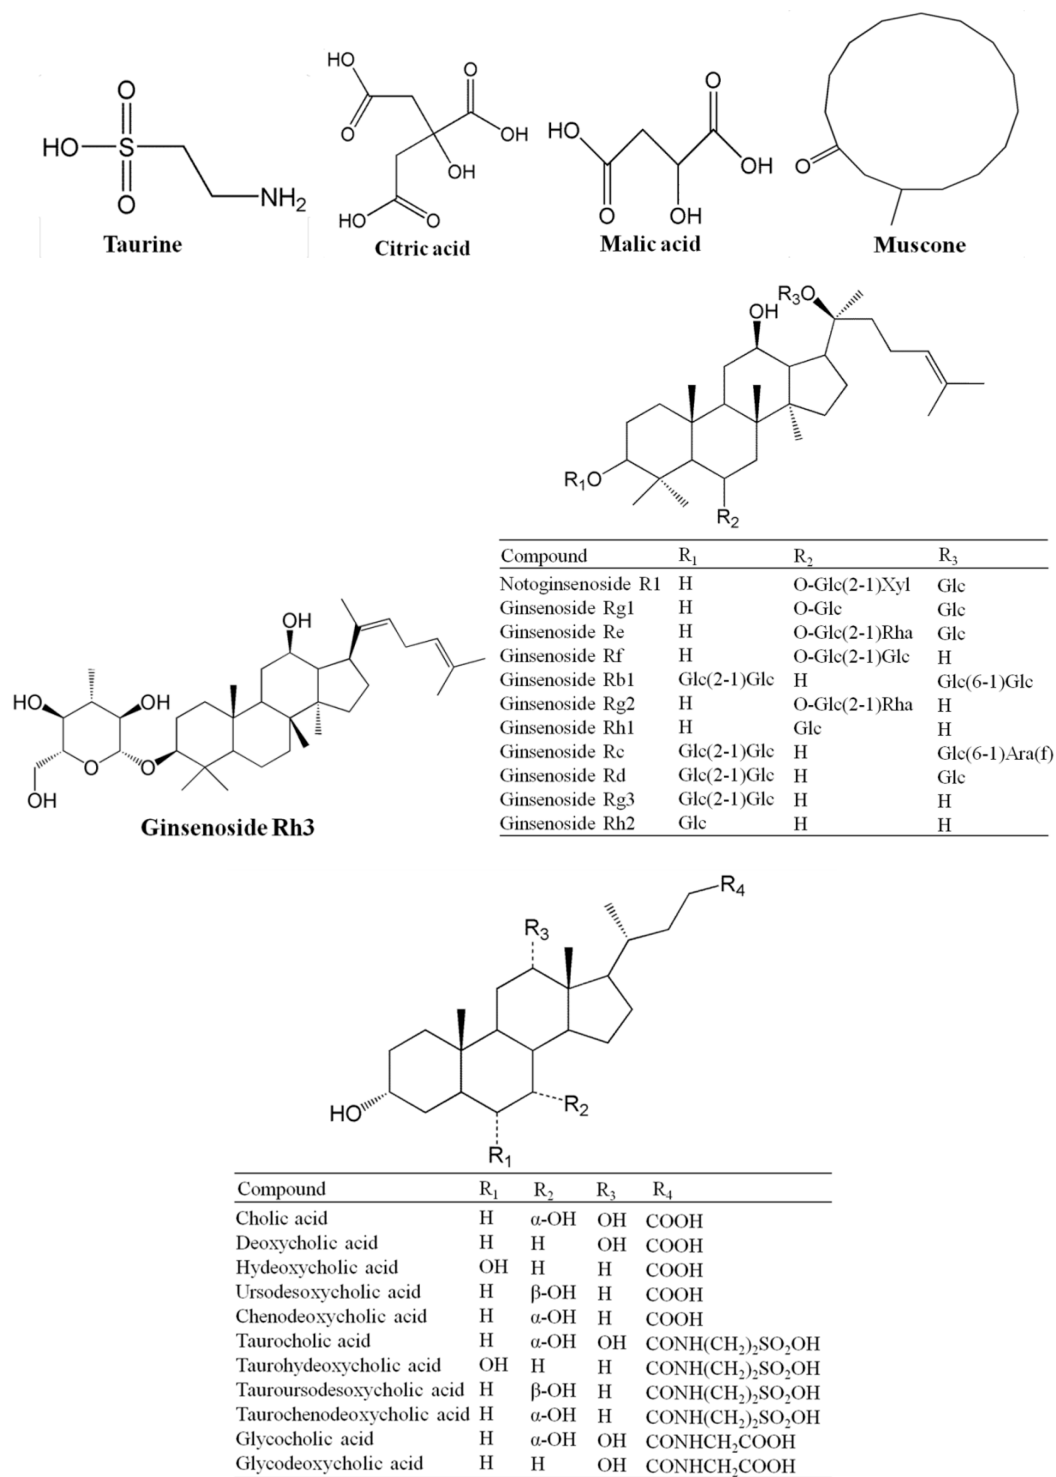 O
HO
S
O
NH2
Taurine
HO
O
O
OH
OH
HO
O
Citric acid
HO
O
O
OH
OH
Malic acid
O
Muscone
R3O
OH
R1O
R2
Compound R1 R2 R3
Notoginsenoside R1 H O-Glc(2-1)Xyl Glc
Ginsenoside Rg1 H O-Glc Glc
Ginsenoside Re H O-Glc(2-1)Rha Glc
Ginsenoside Rf H O-Glc(2-1)Glc H
Ginsenoside Rb1 Glc(2-1)Glc H Glc(6-1)Glc
Ginsenoside Rg2 H O-Glc(2-1)Rha H
Ginsenoside Rh1 H Glc H
Ginsenoside Rc Glc(2-1)Glc H Glc(6-1)Ara(f)
Ginsenoside Rd Glc(2-1)Glc H Glc
Ginsenoside Rg3 Glc(2-1)Glc H H
Ginsenoside Rh2 Glc H H
OH
HO
OH
O
O
OH
Ginsenoside Rh3
R4
R3
HO
R2
R1
Compound R1 R2 R3 R4
Cholic acid H α-OH OH COOH
Deoxycholic acid H H OH COOH
Hydeoxycholic acid OH H H COOH
Ursodesoxycholic acid H β-OH H COOH
Chenodeoxycholic acid H α-OH H COOH
Taurocholic acid H α-OH OH CONH(CH2)2SO2OH
Taurohydeoxycholic acid OH H H CONH(CH2)2SO2OH
Tauroursodesoxycholic acid H β-OH H CONH(CH2)2SO2OH
Taurochenodeoxycholic acid H α-OH H CONH(CH2)2SO2OH
Glycocholic acid H α-OH OH CONHCH2COOH
Glycodeoxycholic acid H H OH CONHCH2COOH